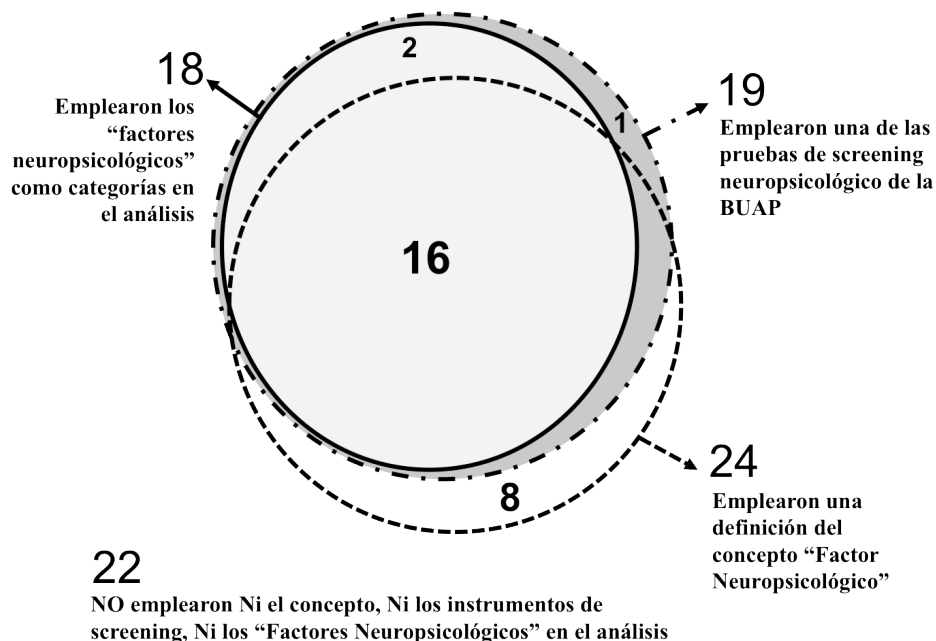 2
18
Emplearon los
“factores
neuropsicológicos”
como categorías en
el análisis
1
19
Emplearon una de las
pruebas de screening
neuropsicológico de la
BUAP
16
24
Emplearon una
definición del
concepto “Factor
Neuropsicológico”
8
22
NO emplearon Ni el concepto, Ni los instrumentos de
screening, Ni los “Factores Neuropsicológicos” en el análisis